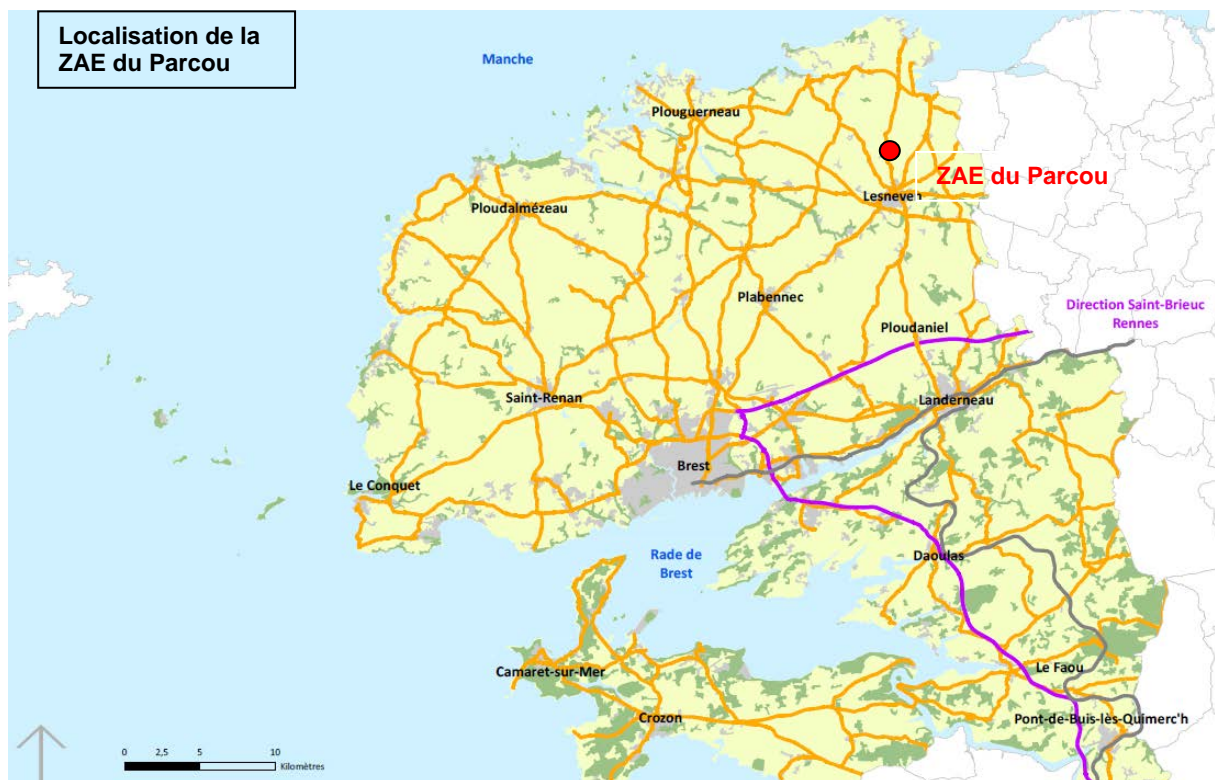 Localisation de la
ZAE du Parcou
Manche
Plouguerneau
ZAE du Parcou
Lesneven
Ploudalmézeau
Plabennec
Direction Saint-Brieuc
Rennes
Ploudaniel
Saint-Renan
Landerneau
Brest
Le Conquet
Rade de
Brest
Daoulas
Camaret-sur-Mer
Le Faou
Crozon
Pont-de-Buis-lès-Quimerc'h
0 2,5 5 10
Kilomètres